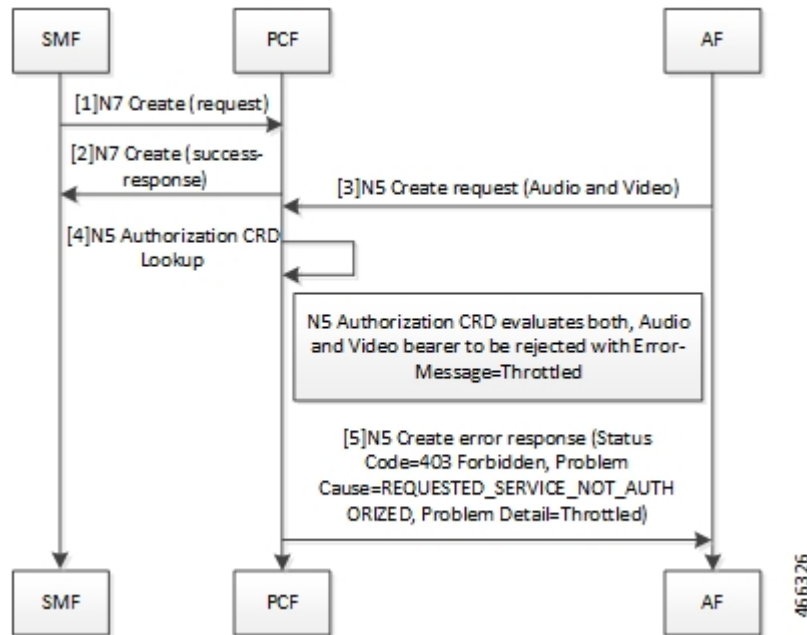 SMF
PCF
AF
[1]N7 Create (request)
[2]N7 Create (success-
response)
[3]N5 Create request (Audio and Video)
[4]N5 Authorization CRD
Lookup
N5 Authorization CRD evaluates both, Audio
and Video bearer to be rejected with Error-
Message=Throttled
[5]N5 Create error response (Status
Code=403 Forbidden, Problem
Cause=REQUESTED_SERVICE_NOT_AUTH
ORIZED, Problem Detail=Throttled)
SMF
PCF
AF
466326